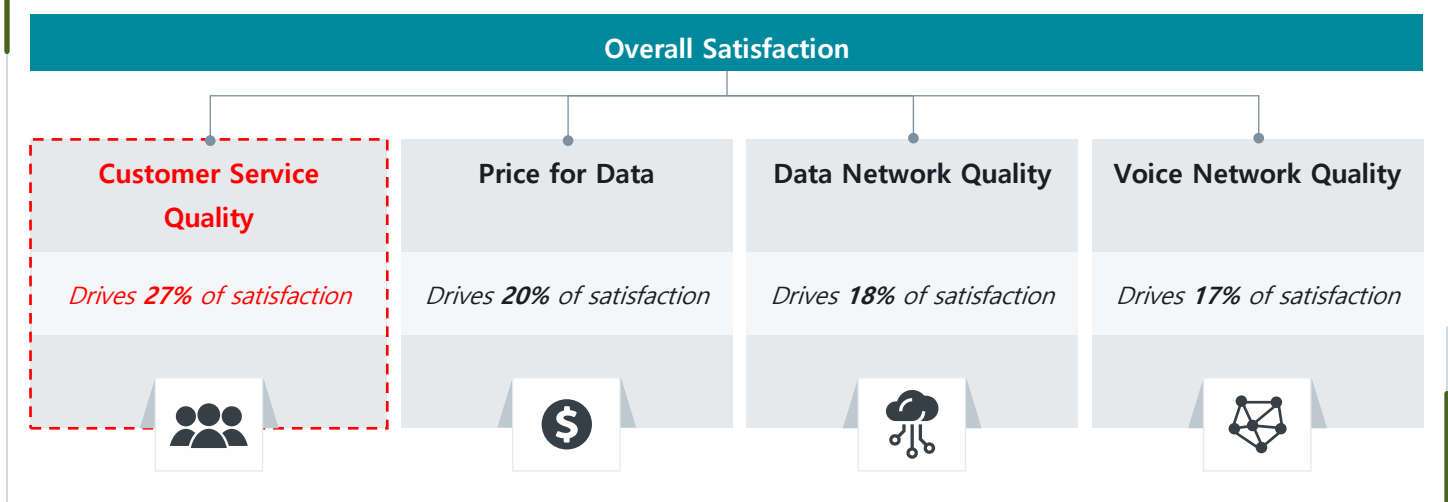 Overall Satisfaction
Customer Service
Quality
Price for Data
Data Network Quality
Voice Network Quality
Drives 27% of satisfaction
Drives 20% of satisfaction
Drives 18% of satisfaction
Drives 17% of satisfaction
$